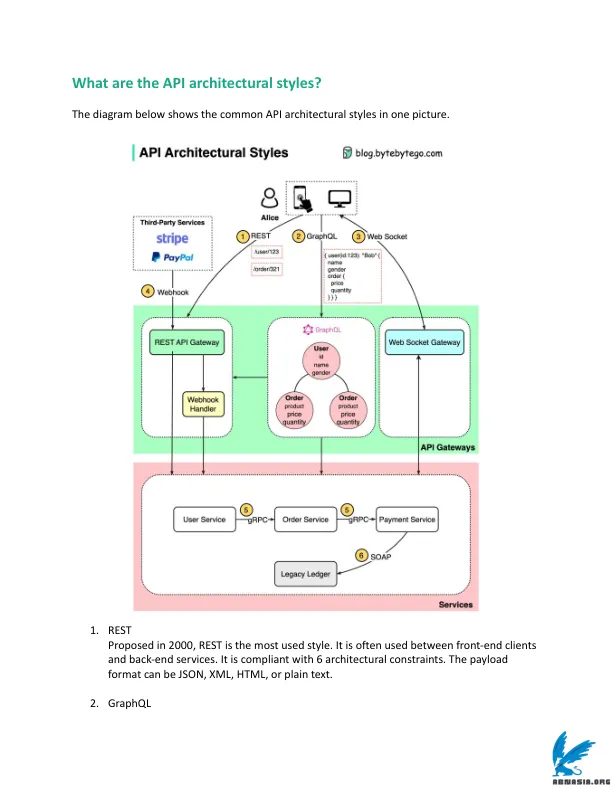 What are the API architectural styles?
The diagram below shows the common API architectural styles in one picture.
API Architectural Styles
blog.bytebytego.com
Alice
Third-Party Services
stripe
PayPal
1 REST
/user/123
/order/321
2 GraphQL
{ user(id:123): "Bob" {
name
gender
order {
price
quantity
} } }
3 Web Socket
4 Webhook
REST API Gateway
Webhook
Handler
GraphQL
User
id
name
gender
Order
product
price
quantity
Order
product
price
quantity
Web Socket Gateway
API Gateways
User Service
5
gRPC
Order Service
5
gRPC
Payment Service
6 SOAP
Legacy Ledger
Services
1. REST
Proposed in 2000, REST is the most used style. It is often used between front-end clients
and back-end services. It is compliant with 6 architectural constraints. The payload
format can be JSON, XML, HTML, or plain text.
2. GraphQL
ABNASIA.ORG